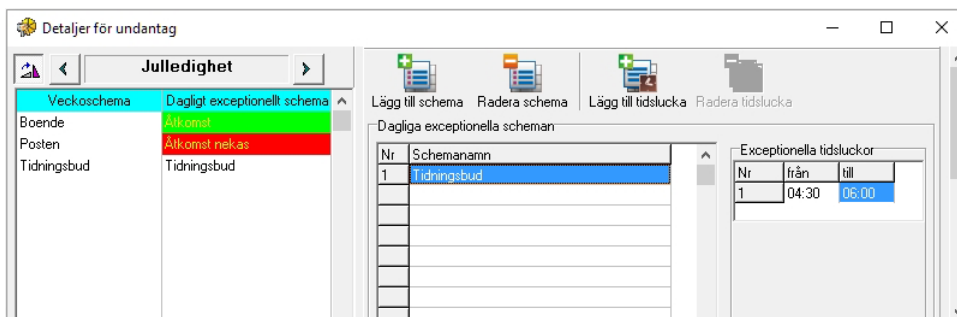 Detaljer för undantag
Julledighet
Veckoschema Dagligt exceptionellt schema
Boende Åtkomst
Posten Åtkomst nekas
Tidningsbud Tidningsbud
Lägg till schema Radera schema Lägg till tidslucka Radera tidslucka
Dagliga exceptionella scheman
Nr Schemanamn
1 Tidningsbud
Exceptionella tidsluckor
Nr från till
1 04:30 06:00